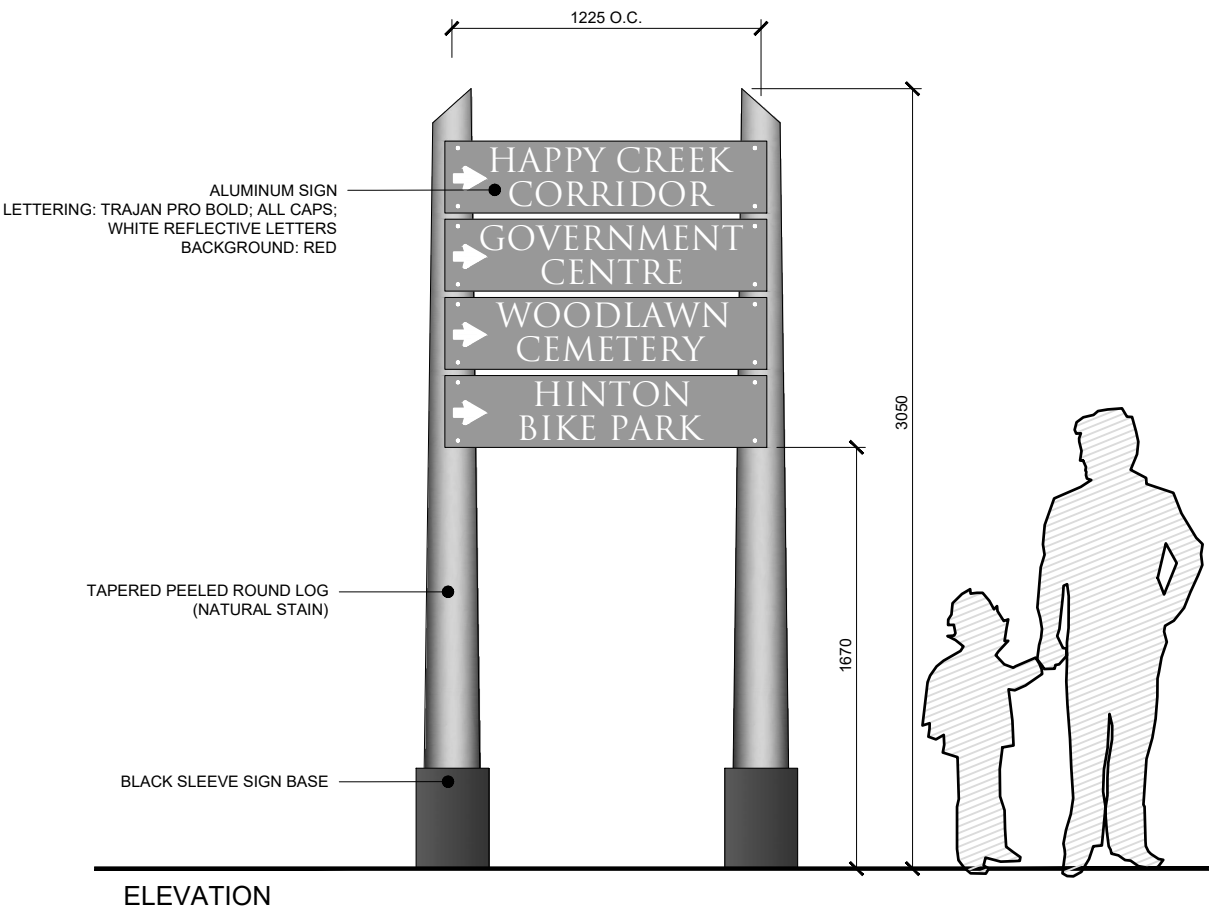 1225 O.C.
HAPPY CREEK
CORRIDOR
ALUMINUM SIGN
LETTERING: TRAJAN PRO BOLD; ALL CAPS;
WHITE REFLECTIVE LETTERS
BACKGROUND: RED
GOVERNMENT
CENTRE
WOODLAWN
CEMETERY
HINTON
BIKE PARK
3050
1670
TAPERED PEELED ROUND LOG
(NATURAL STAIN)
BLACK SLEEVE SIGN BASE
ELEVATION